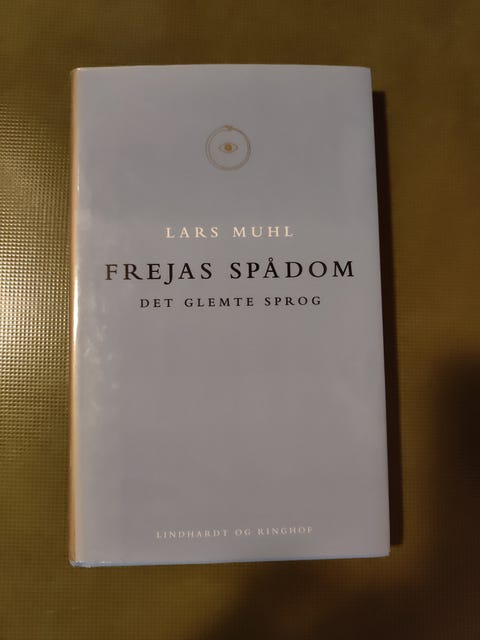 LARS MUHL
FREJAS SPÅDOM
DET GLEMTE SPROG
LINDHARDT OG RINGHOF